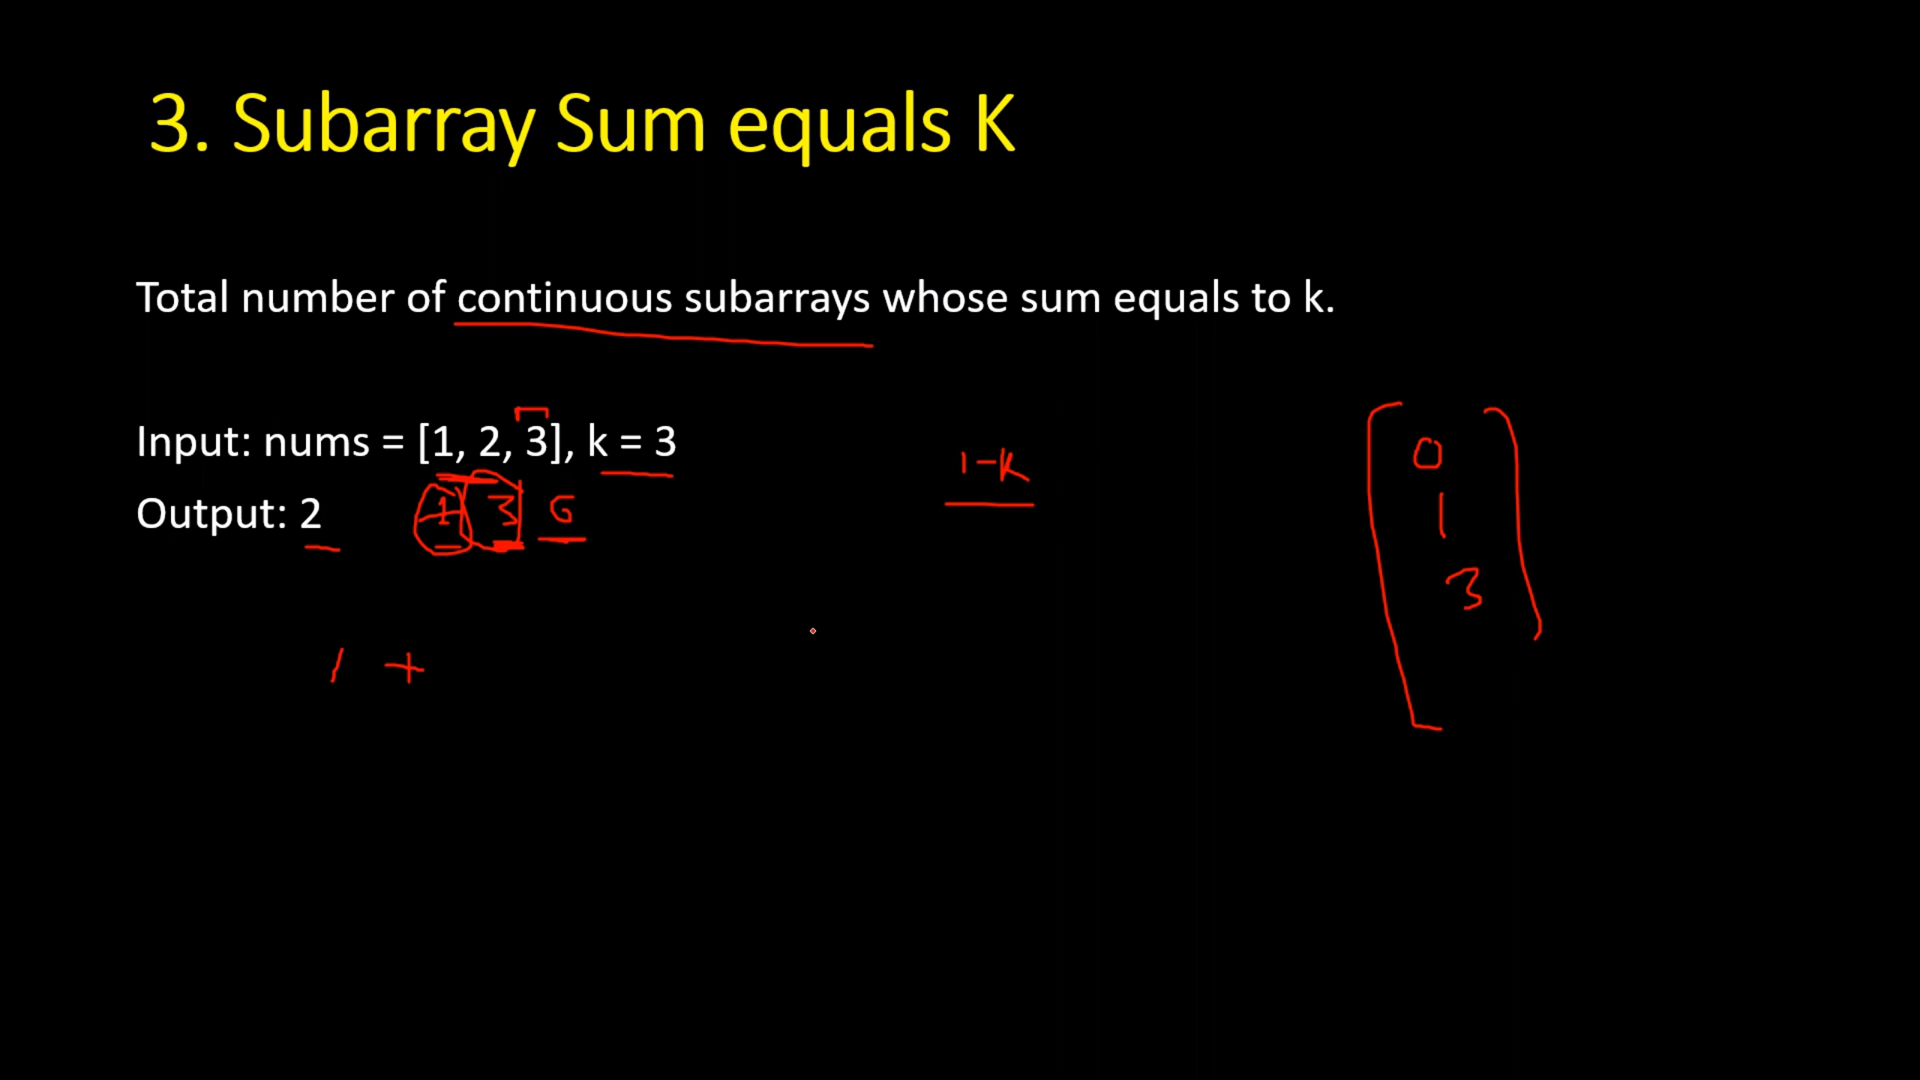 3. Subarray Sum equals K
Total number of continuous subarrays whose sum equals to k.
Input: nums = [1, 2, 3], k = 3
Output: 2
1 3 6
1-K
0
1
3
1 +